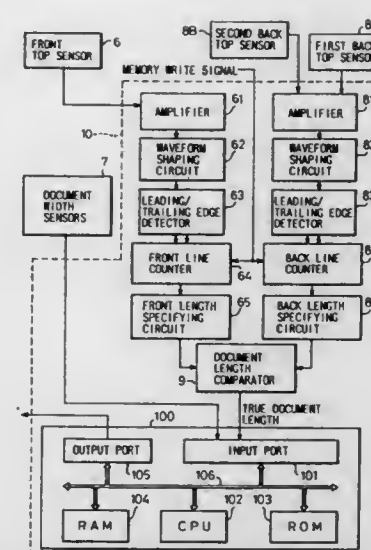 FRONT
TOP SENSOR
6
8B
SECOND BACK
TOP SENSOR
FIRST BACK
TOP SENSOR
MEMORY WRITE SIGNAL
10
AMPLIFIER
61
AMPLIFIER
WAVEFORM
SHAPING
CIRCUIT
62
WAVEFORM
SHAPING
CIRCUIT
7
DOCUMENT
WIDTH
SENSORS
LEADING/
TRAILING EDGE
DETECTOR
63
LEADING/
TRAILING EDGE
DETECTOR
FRONT LINE
COUNTER
64
BACK LINE
COUNTER
FRONT LENGTH
SPECIFYING
CIRCUIT
65
BACK LENGTH
SPECIFYING
CIRCUIT
DOCUMENT
LENGTH
COMPARATOR
9
TRUE DOCUMENT
LENGTH
100
OUTPUT PORT
105
INPUT PORT
101
106
104
102
103
RAM
CPU
ROM